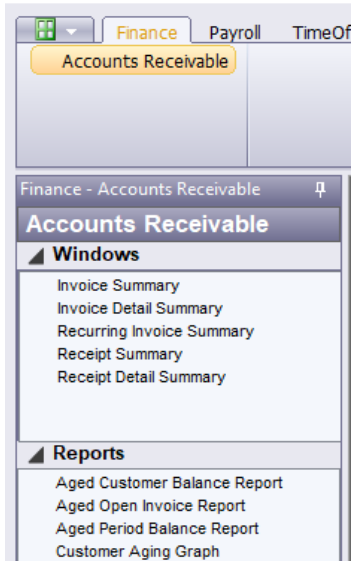 Finance Payroll TimeOf
Accounts Receivable
Finance - Accounts Receivable
Accounts Receivable
Windows
Invoice Summary
Invoice Detail Summary
Recurring Invoice Summary
Receipt Summary
Receipt Detail Summary
Reports
Aged Customer Balance Report
Aged Open Invoice Report
Aged Period Balance Report
Customer Aging Graph